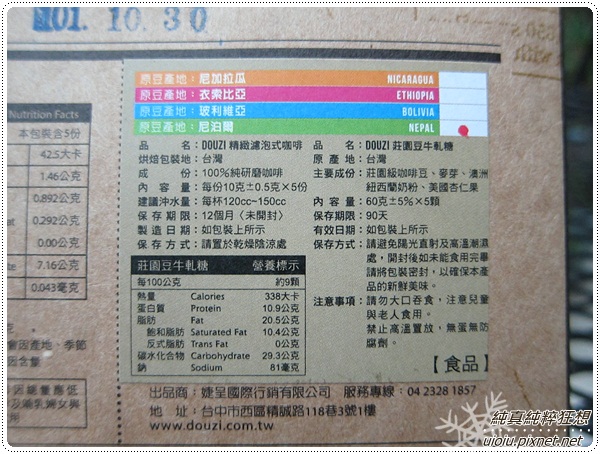 101.10.30
Nutrition Facts
本包裝含5份
42.5大卡
1.46公克
0.892公克
0.292公克
0.00公克
7.16公克
0.043毫克
原豆產地：尼加拉瓜 NICARAGUA
原豆產地：衣索比亞 ETHIOPIA
原豆產地：玻利維亞 BOLIVIA
原豆產地：尼泊爾 NEPAL
品　名：DOUZI 精緻濾泡式咖啡
烘焙包裝地：台灣
成　份：100%純研磨咖啡
內 容 量：每份10克±0.5克×5份
建議沖水量：每杯120cc~150cc
保存期限：12個月〈未開封〉
製造日期：如包裝上所示
保存方式：請置於乾燥陰涼處
品　名：DOUZI 莊園豆牛軋糖
原 產 地：台灣
主要成份：莊園級咖啡豆、麥芽、澳洲
紐西蘭奶粉、美國杏仁果
內 容 量：60克±5%×5顆
保存期限：90天
有效日期：如包裝上所示
保存方式：請避免陽光直射及高溫潮濕
處，開封後如未能食用完畢
請將包裝密封，以確保本產
品的新鮮美味。
注意事項：請勿大口吞食，注意兒童
與老人食用。
禁止高溫置放，無蛋無防
腐劑。
【食品】
莊園豆牛軋糖 營養標示
每100公克 約9顆
熱量 Calories 338大卡
蛋白質 Protein 10.9公克
脂肪 Fat 20.5公克
飽和脂肪 Saturated Fat 10.4公克
反式脂肪 Trans Fat 0公克
碳水化合物 Carbohydrate 29.3公克
鈉 Sodium 81毫克
出品商：婕呈國際行銷有限公司　服務專線：04 2328 1857
地　址：台中市西區精誠路118巷3號1樓
www.douzi.com.tw
純真純粹狂想
uioiu.pixnet.net